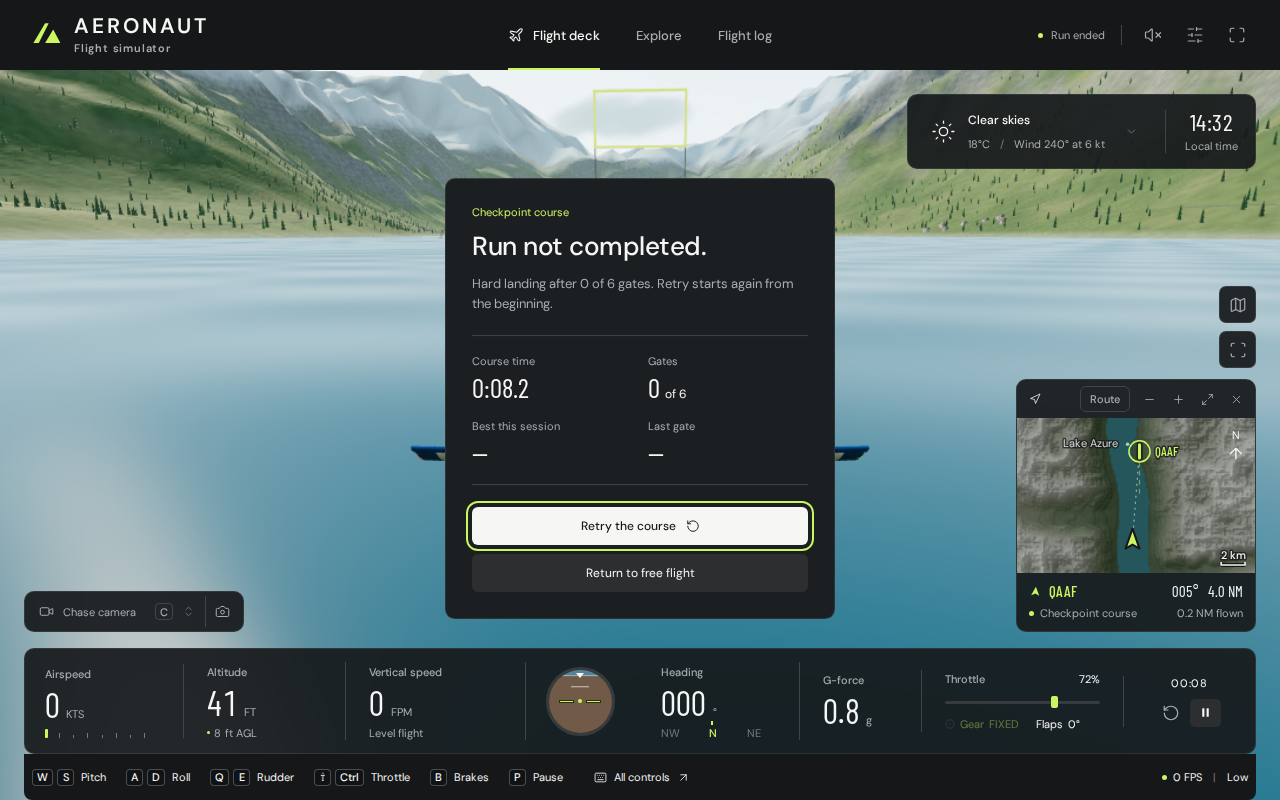 AERONAUT
Flight simulator
Flight deck
Explore
Flight log
Run ended
Clear skies
18°C / Wind 240° at 6 kt
14:32
Local time
Checkpoint course
Run not completed.
Hard landing after 0 of 6 gates. Retry starts again from
the beginning.
Course time
0:08.2
Gates
0 of 6
Best this session
—
Last gate
—
Retry the course
Return to free flight
Route
Lake Azure
QAAF
N
2 km
QAAF
005° 4.0 NM
Checkpoint course
0.2 NM flown
Chase camera
C
Airspeed
0 KTS
Altitude
41 FT
8 ft AGL
Vertical speed
0 FPM
Level flight
Heading
000°
NW N NE
G-force
0.8 g
Throttle
72%
Gear FIXED
Flaps 0°
00:08
W S Pitch
A D Roll
Q E Rudder
⇧ Ctrl Throttle
B Brakes
P Pause
All controls
0 FPS | Low